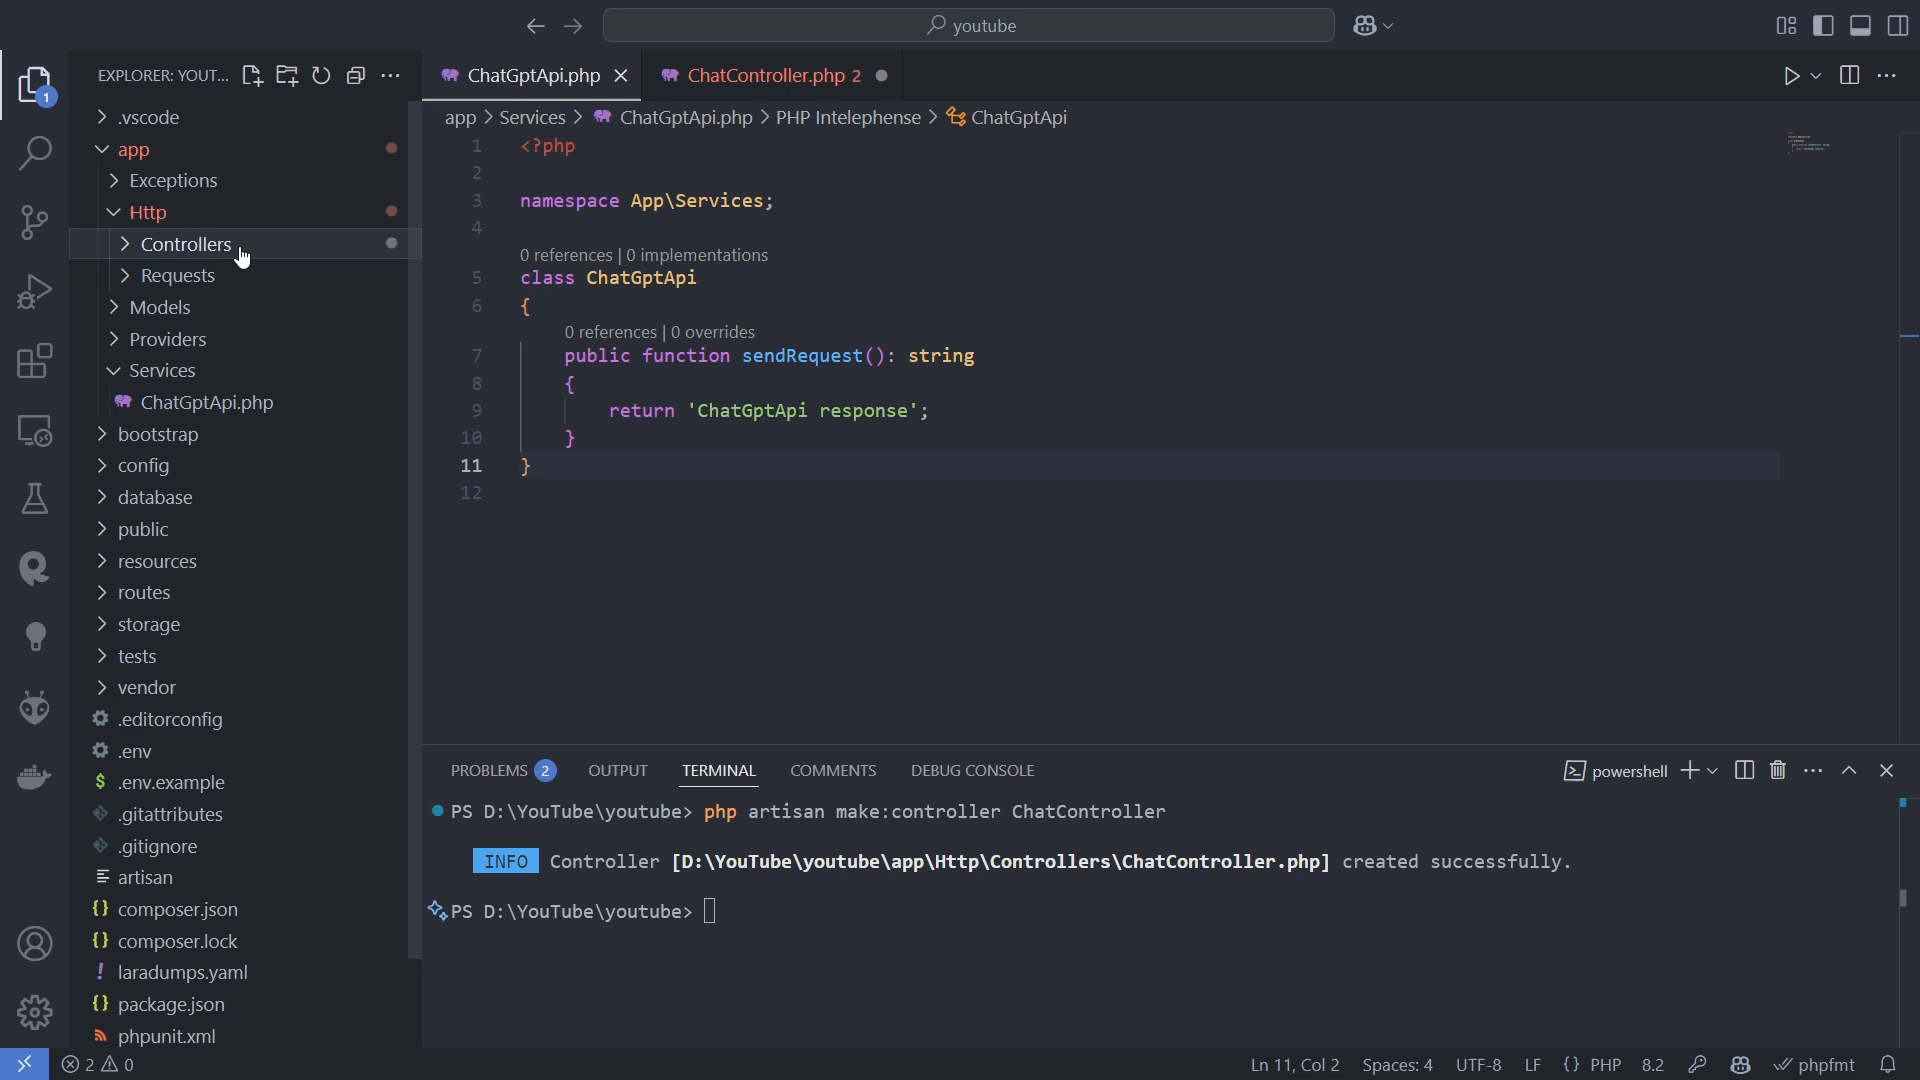 youtube
EXPLORER: YOUT...
1
.vscode
app
Exceptions
Http
Controllers
Requests
Models
Providers
Services
ChatGptApi.php
bootstrap
config
database
public
resources
routes
storage
tests
vendor
.editorconfig
.env
.env.example
.gitattributes
.gitignore
artisan
composer.json
composer.lock
laradumps.yaml
package.json
phpunit.xml
ChatGptApi.php
ChatController.php 2
app > Services > ChatGptApi.php > PHP Intelephense > ChatGptApi
1 <?php
2
3 namespace App\Services;
4
0 references | 0 implementations
5 class ChatGptApi
6 {
0 references | 0 overrides
7 public function sendRequest(): string
8 {
9 return 'ChatGptApi response';
10 }
11 }
12
PROBLEMS 2 OUTPUT TERMINAL COMMENTS DEBUG CONSOLE
powershell
PS D:\YouTube\youtube> php artisan make:controller ChatController
INFO Controller [D:\YouTube\youtube\app\Http\Controllers\ChatController.php] created successfully.
PS D:\YouTube\youtube>
2 0
Ln 11, Col 2 Spaces: 4 UTF-8 LF {} PHP 8.2 phpfmt